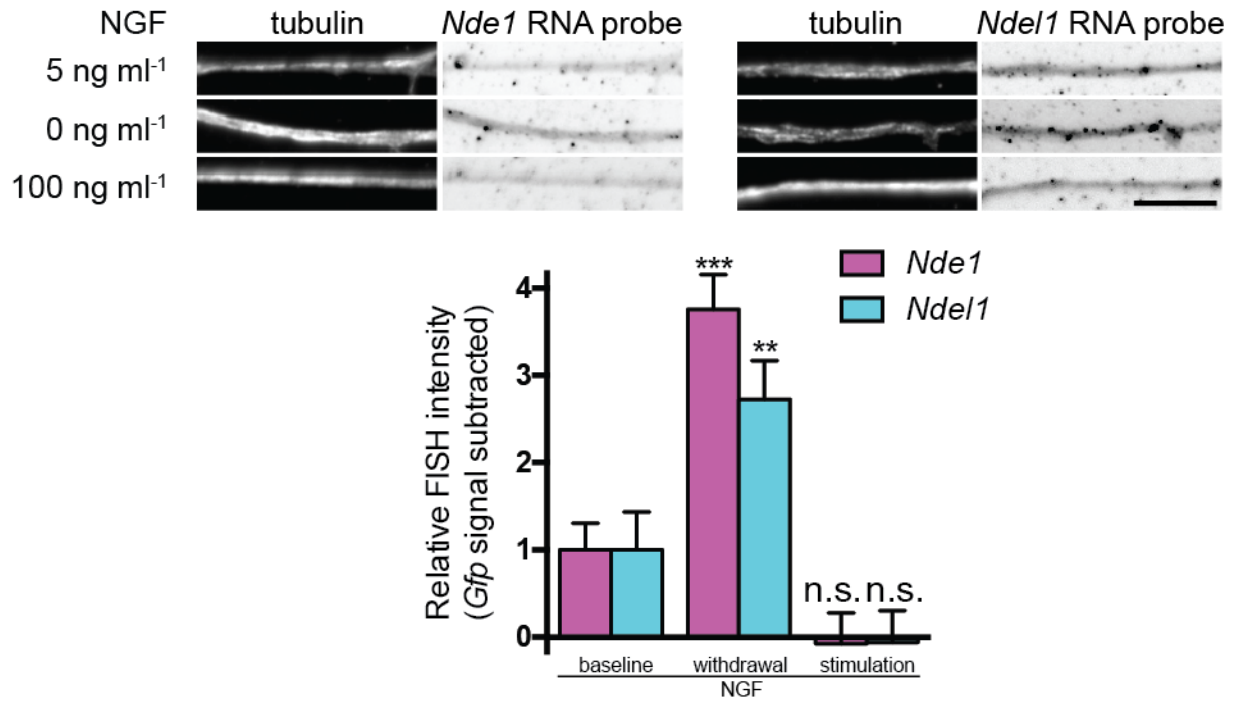 NGF tubulin Nde1 RNA probe tubulin Ndel1 RNA probe
5 ng ml-1
0 ng ml-1
100 ng ml-1
Relative FISH intensity
(Gfp signal subtracted)
4
3
2
1
0
***
**
n.s. n.s.
Nde1
Ndel1
baseline withdrawal stimulation
NGF